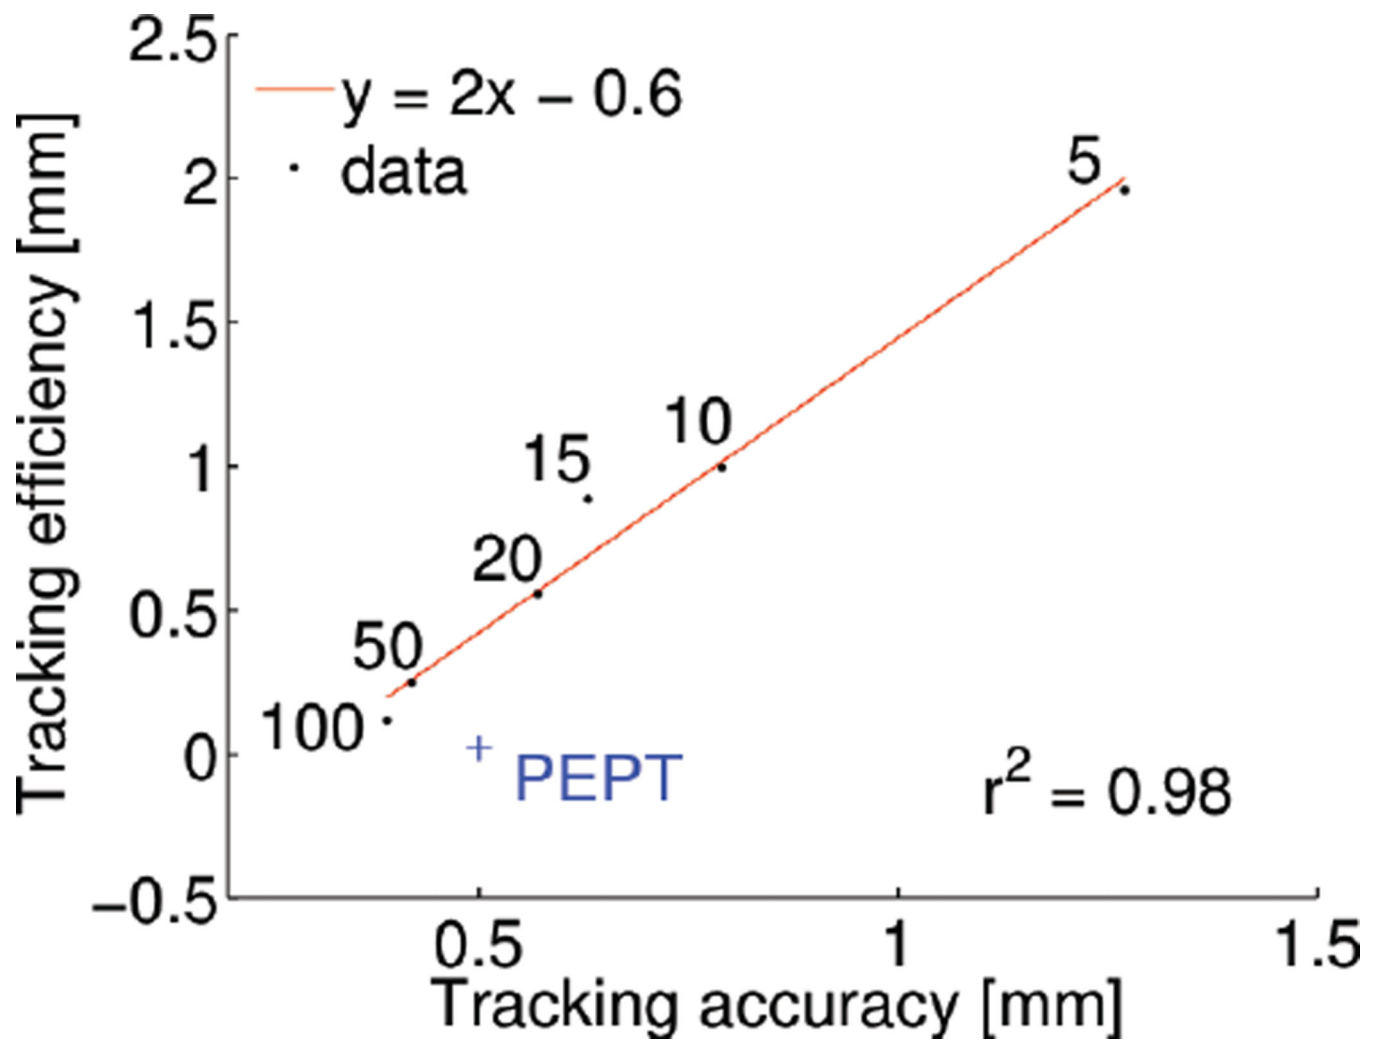 Tracking efficiency [mm]
2.5
2
1.5
1
0.5
0
−0.5
y = 2x − 0.6
data
5
10
15
20
50
100
PEPT
r² = 0.98
0.5 1 1.5
Tracking accuracy [mm]